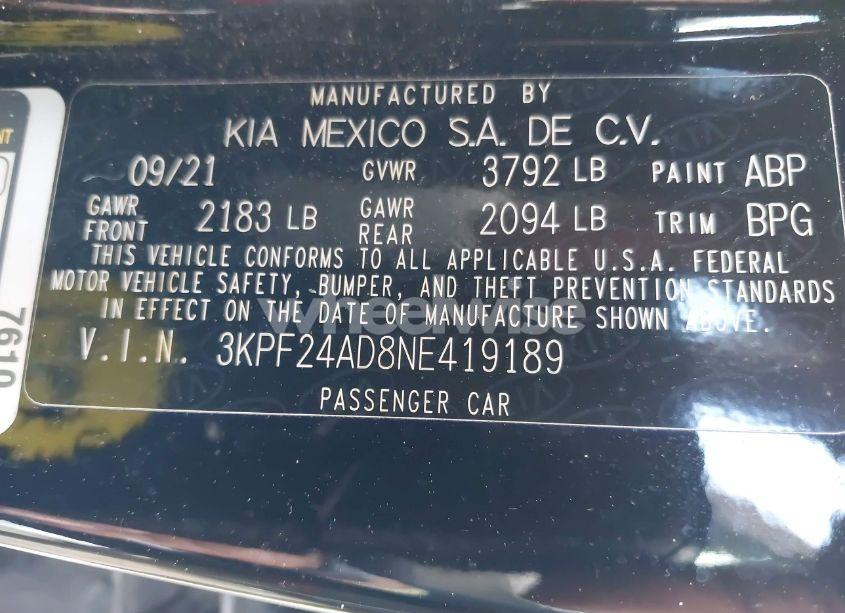 MANUFACTURED BY
KIA MEXICO S.A. DE C.V.
09/21 GVWR 3792 LB PAINT ABP
GAWR FRONT 2183 LB GAWR REAR 2094 LB TRIM BPG
THIS VEHICLE CONFORMS TO ALL APPLICABLE U.S.A. FEDERAL
MOTOR VEHICLE SAFETY, BUMPER, AND THEFT PREVENTION STANDARDS
IN EFFECT ON THE DATE OF MANUFACTURE SHOWN ABOVE.
V.I.N. 3KPF24AD8NE419189
PASSENGER CAR
wheelwise
7610